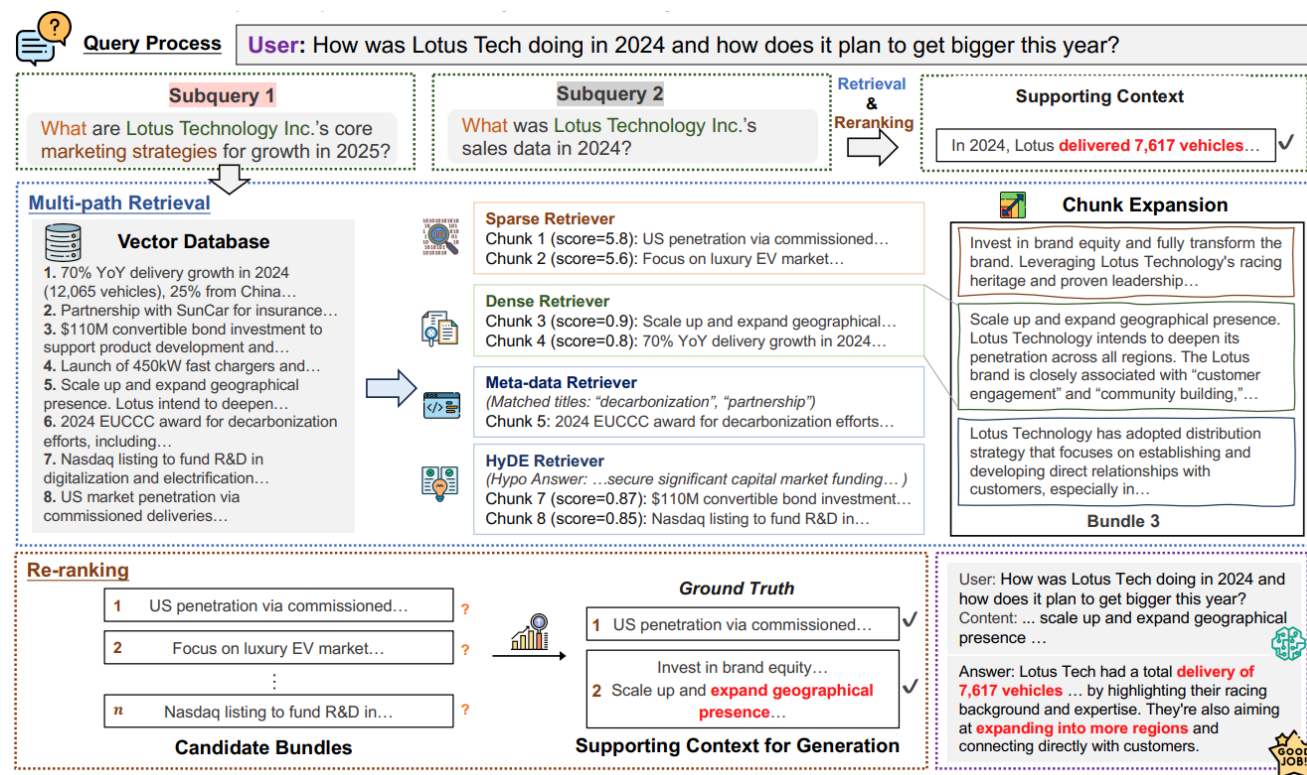 Query Process
User: How was Lotus Tech doing in 2024 and how does it plan to get bigger this year?
Subquery 1
What are Lotus Technology Inc.'s core
marketing strategies for growth in 2025?
Subquery 2
What was Lotus Technology Inc.'s
sales data in 2024?
Retrieval
&
Reranking
Supporting Context
In 2024, Lotus delivered 7,617 vehicles…
Multi-path Retrieval
Vector Database
1. 70% YoY delivery growth in 2024
(12,065 vehicles), 25% from China…
2. Partnership with SunCar for insurance…
3. $110M convertible bond investment to
support product development and…
4. Launch of 450kW fast chargers and…
5. Scale up and expand geographical
presence. Lotus intend to deepen…
6. 2024 EUCCC award for decarbonization
efforts, including…
7. Nasdaq listing to fund R&D in
digitalization and electrification…
8. US market penetration via
commissioned deliveries…
Sparse Retriever
Chunk 1 (score=5.8): US penetration via commissioned…
Chunk 2 (score=5.6): Focus on luxury EV market…
Dense Retriever
Chunk 3 (score=0.9): Scale up and expand geographical…
Chunk 4 (score=0.8): 70% YoY delivery growth in 2024…
Meta-data Retriever
(Matched titles: “decarbonization”, “partnership”)
Chunk 5: 2024 EUCCC award for decarbonization efforts…
HyDE Retriever
(Hypo Answer: …secure significant capital market funding… )
Chunk 7 (score=0.87): $110M convertible bond investment…
Chunk 8 (score=0.85): Nasdaq listing to fund R&D in…
Chunk Expansion
Invest in brand equity and fully transform the
brand. Leveraging Lotus Technology's racing
heritage and proven leadership…
Scale up and expand geographical presence.
Lotus Technology intends to deepen its
penetration across all regions. The Lotus
brand is closely associated with “customer
engagement” and “community building,”…
Lotus Technology has adopted distribution
strategy that focuses on establishing and
developing direct relationships with
customers, especially in…
Bundle 3
Re-ranking
1 US penetration via commissioned… ?
2 Focus on luxury EV market… ?
⋮
n Nasdaq listing to fund R&D in… ?
Candidate Bundles
Ground Truth
1 US penetration via commissioned…
Invest in brand equity…
2 Scale up and expand geographical
presence…
Supporting Context for Generation
User: How was Lotus Tech doing in 2024 and
how does it plan to get bigger this year?
Content: ... scale up and expand geographical
presence …
Answer: Lotus Tech had a total delivery of
7,617 vehicles … by highlighting their racing
background and expertise. They're also aiming
at expanding into more regions and
connecting directly with customers.
GOOD
JOB!